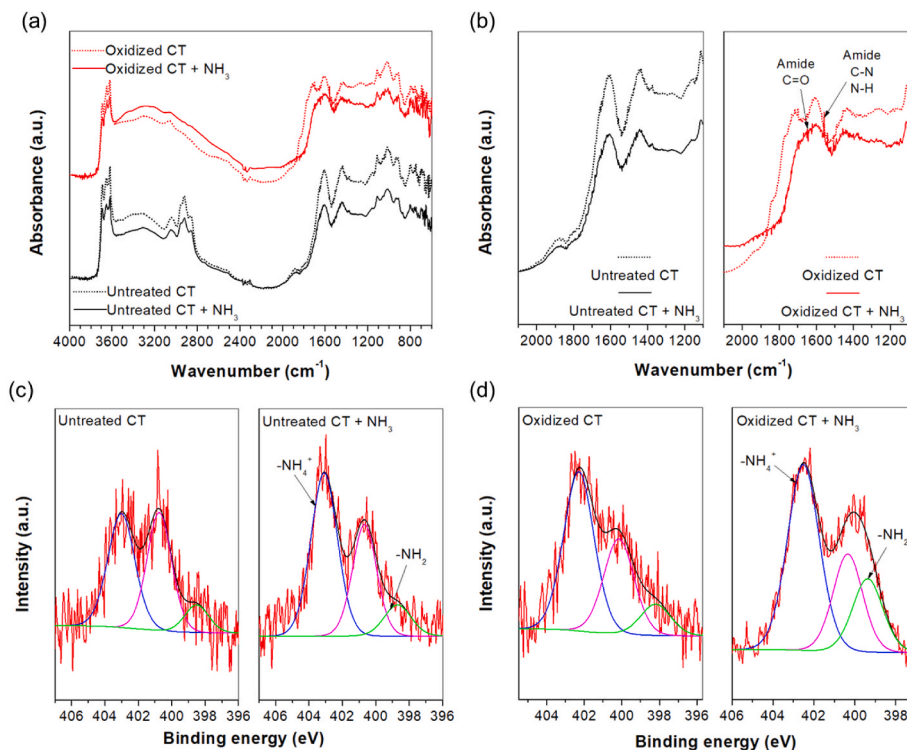 (a)
Oxidized CT
Oxidized CT + NH3
Untreated CT
Untreated CT + NH3
Absorbance (a.u.)
4000 3600 3200 2800 2400 2000 1600 1200 800
Wavenumber (cm-1)
(b)
Absorbance (a.u.)
Untreated CT
Untreated CT + NH3
2000 1800 1600 1400 1200
Amide
C=O
Amide
C-N
N-H
Oxidized CT
Oxidized CT + NH3
2000 1800 1600 1400 1200
Wavenumber (cm-1)
(c)
Untreated CT
Intensity (a.u.)
406 404 402 400 398 396
Untreated CT + NH3
-NH4+
-NH2
406 404 402 400 398 396
Binding energy (eV)
(d)
Oxidized CT
Intensity (a.u.)
404 402 400 398 396
Oxidized CT + NH3
-NH4+
-NH2
406 404 402 400 398
Binding energy (eV)